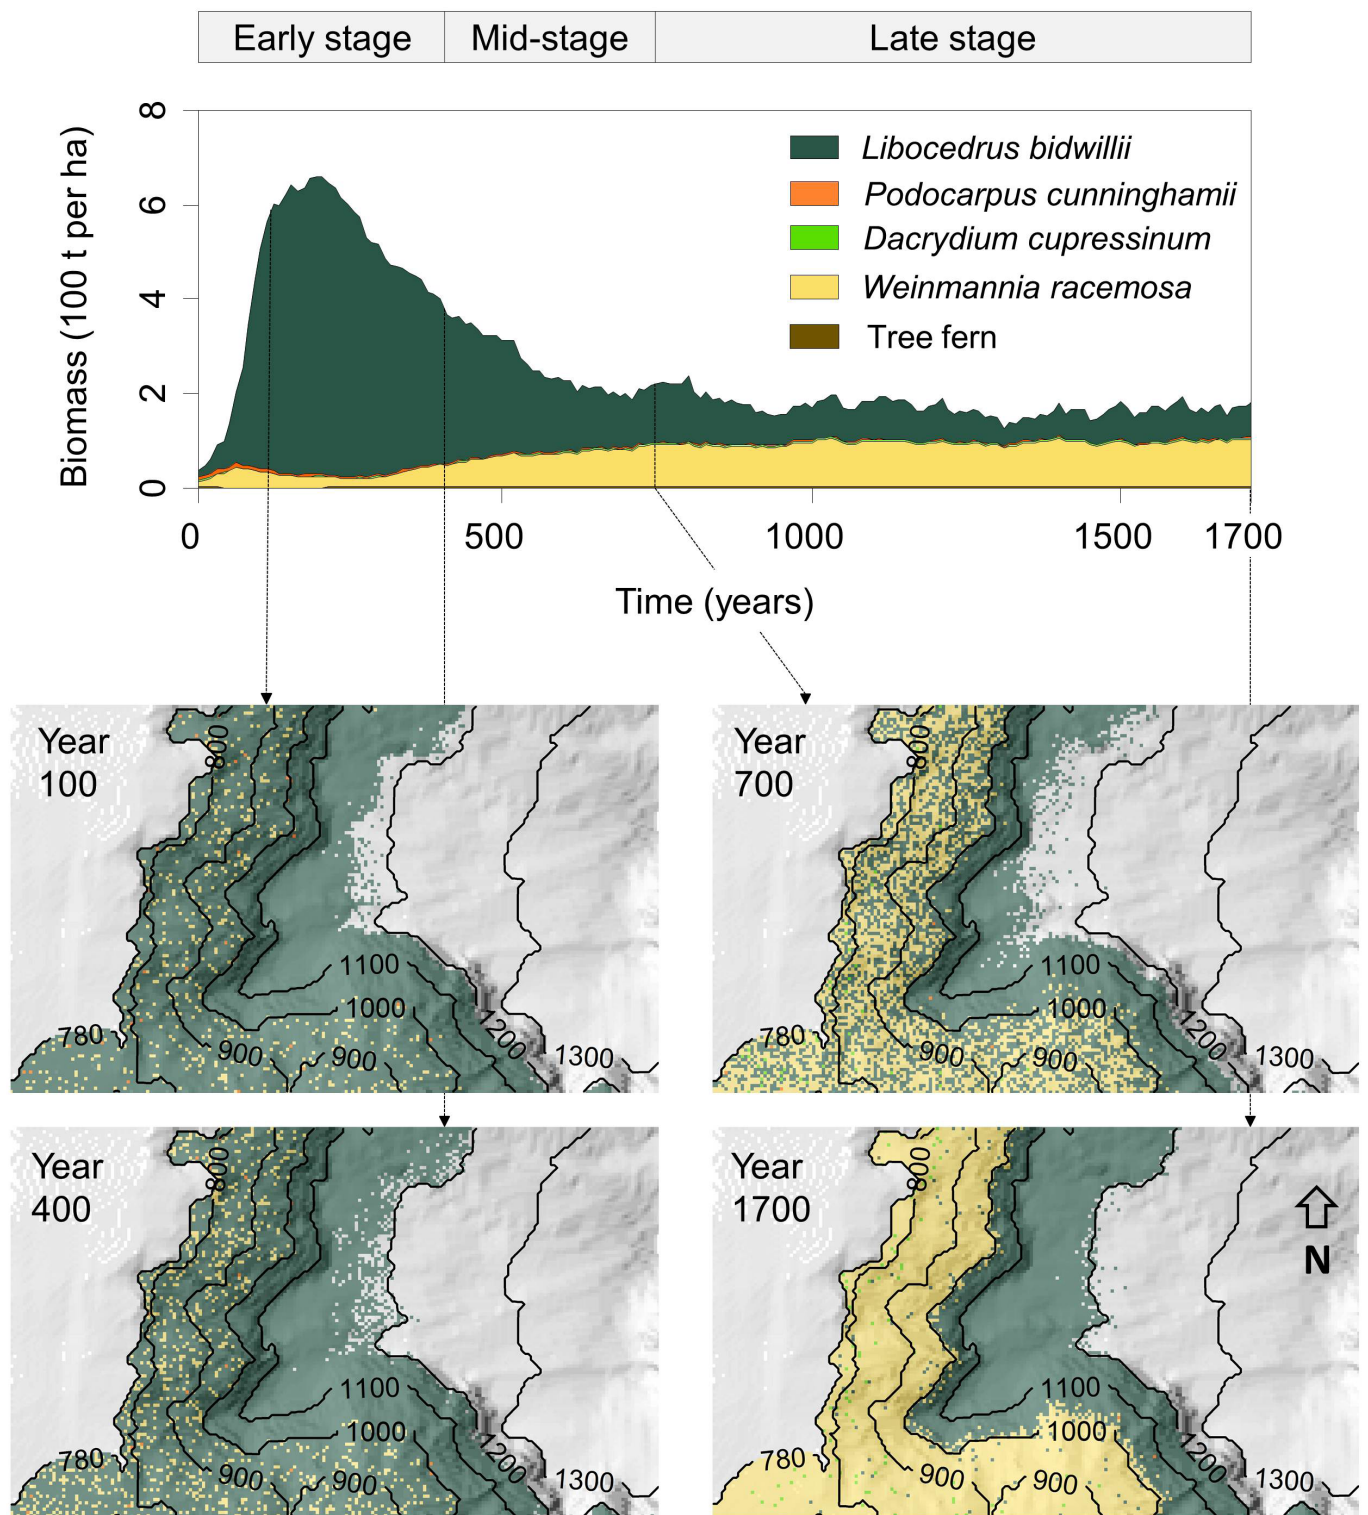 Early stage Mid-stage Late stage
8
6
4
2
0
Biomass (100 t per ha)
Libocedrus bidwillii
Podocarpus cunninghamii
Dacrydium cupressinum
Weinmannia racemosa
Tree fern
0 500 1000 1500 1700
Time (years)
Year
100
800
1100
1000
780
900
900
1200
1300
Year
700
800
1100
1000
780
900
900
1200
1300
Year
400
800
1100
1000
780
900
900
1200
1300
Year
1700
800
N
1100
1000
780
900
900
1200
1300